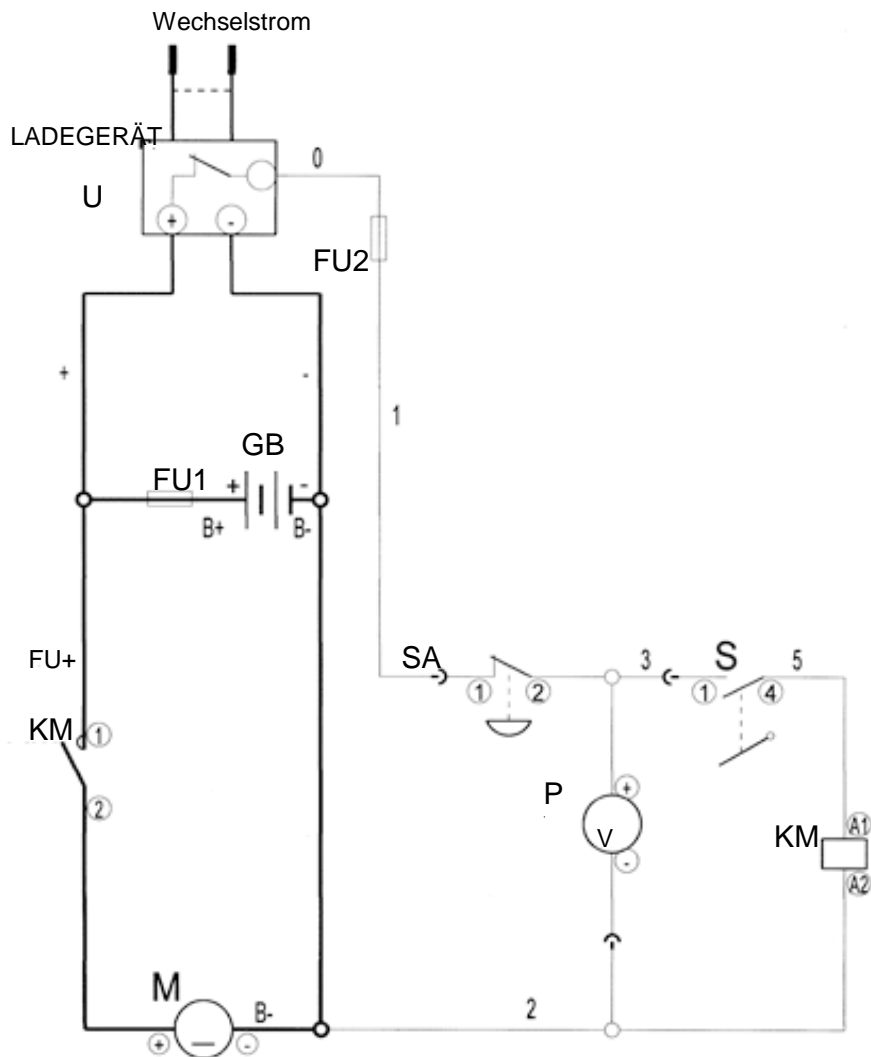 Wechselstrom
LADEGERÄT
0
U
+ -
FU2
+ -
1
GB
FU1
+ -
B+ B-
FU+
SA
3
S
5
1 2
1 4
KM
1
2
P
+
V
-
KM
A1
A2
M
B-
2
+ -